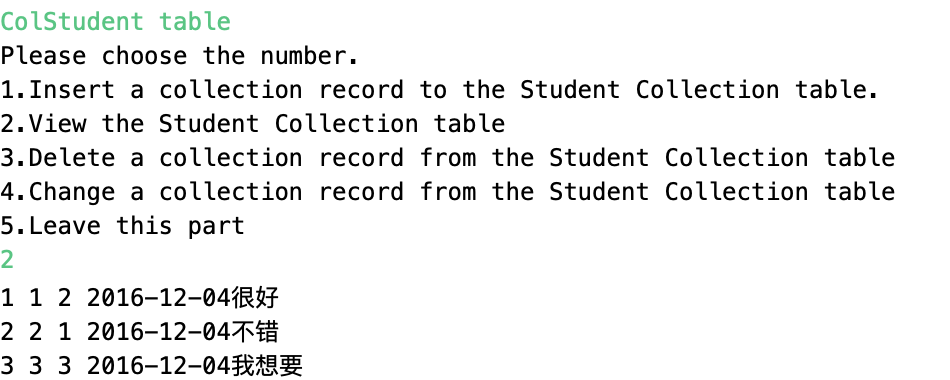 ColStudent table
Please choose the number.
1.Insert a collection record to the Student Collection table.
2.View the Student Collection table
3.Delete a collection record from the Student Collection table
4.Change a collection record from the Student Collection table
5.Leave this part
2
1 1 2 2016-12-04很好
2 2 1 2016-12-04不错
3 3 3 2016-12-04我想要